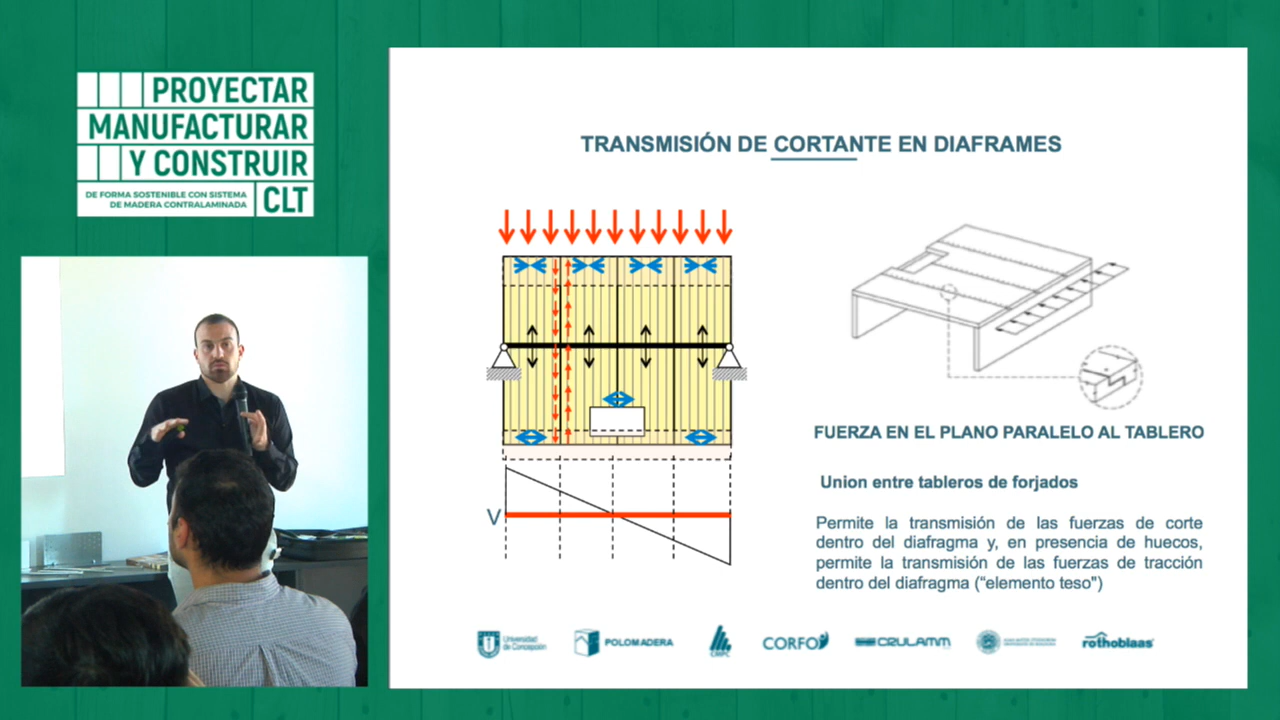 PROYECTAR
MANUFACTURAR
Y CONSTRUIR
DE FORMA SOSTENIBLE CON SISTEMA
DE MADERA CONTRALAMINADA
CLT
TRANSMISIÓN DE CORTANTE EN DIAFRAMES
V
FUERZA EN EL PLANO PARALELO AL TABLERO
Union entre tableros de forjados
Permite la transmisión de las fuerzas de corte
dentro del diafragma y, en presencia de huecos,
permite la transmisión de las fuerzas de tracción
dentro del diafragma (“elemento teso")
Universidad
de Concepción
POLOMADERA
CMPC
CORFO
CRULAMM
rothoblaas